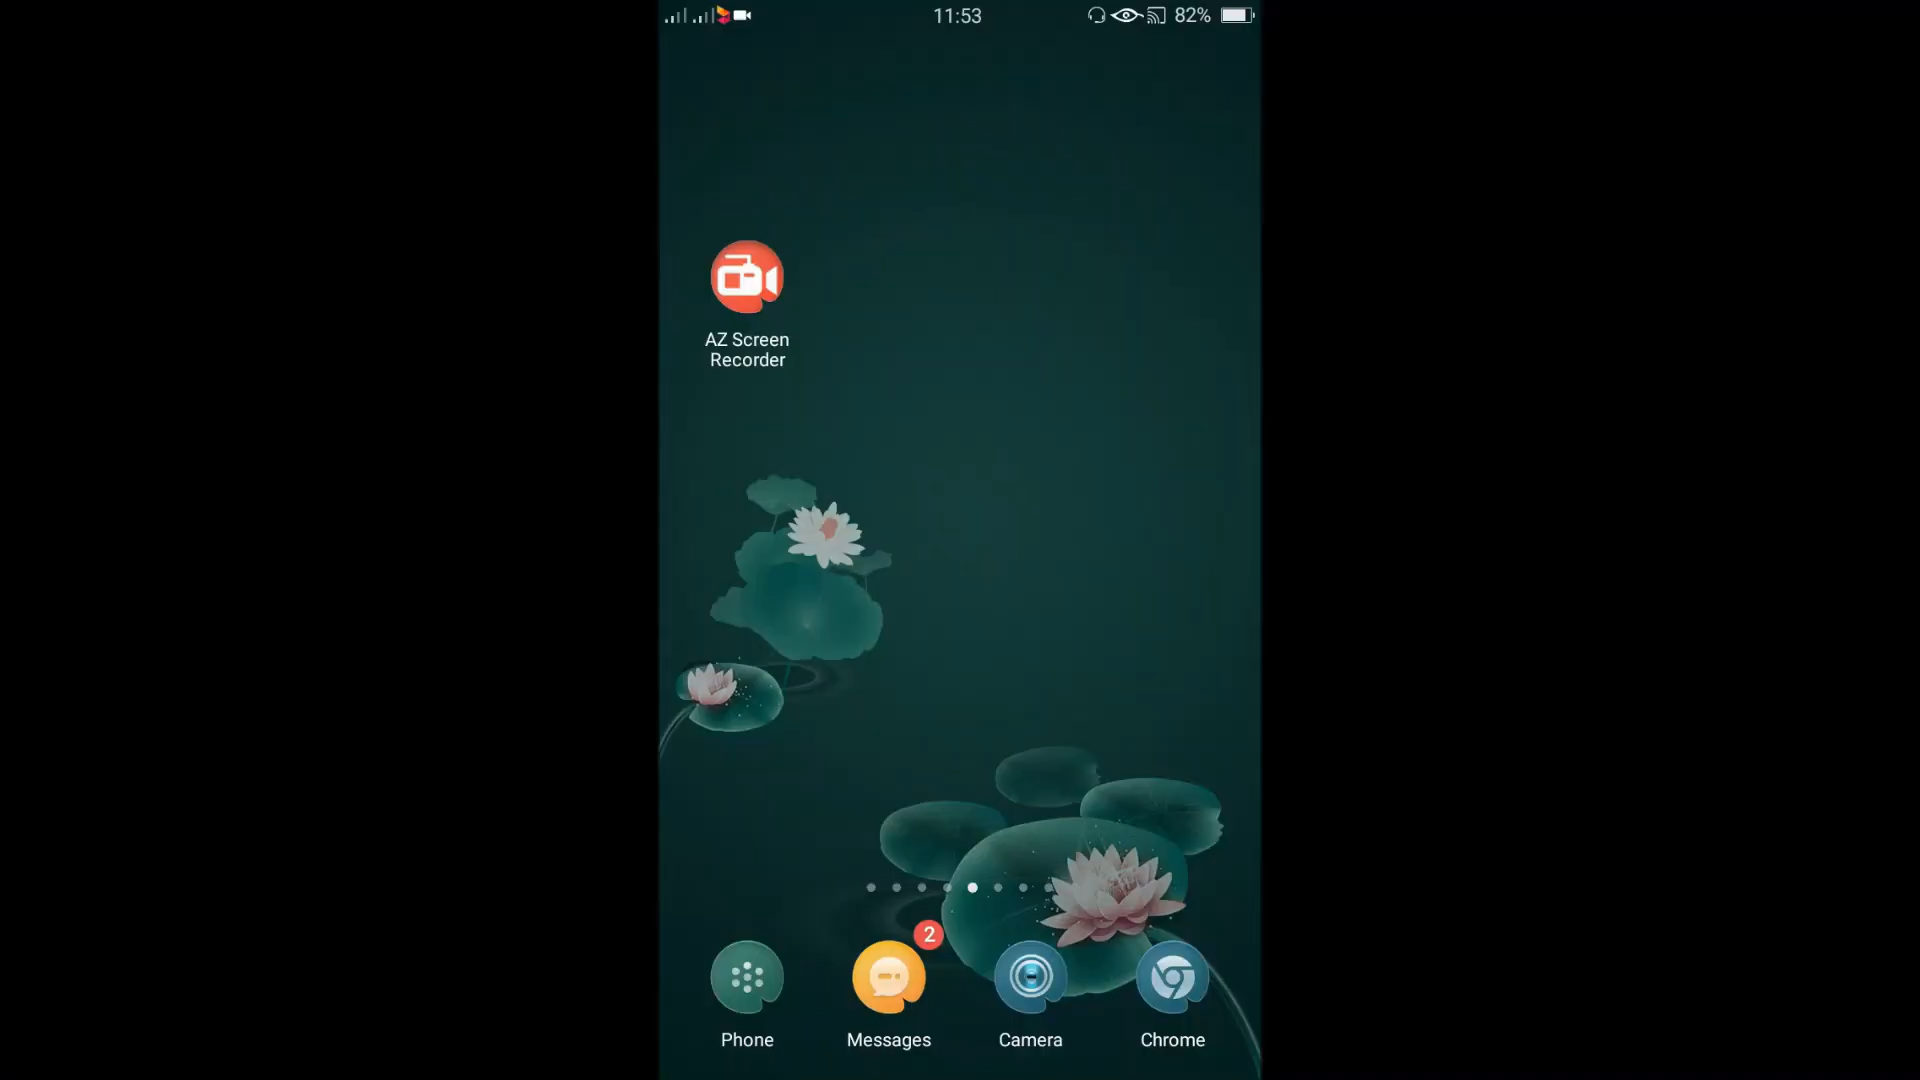 11:53
82%
AZ Screen
Recorder
2
Phone
Messages
Camera
Chrome